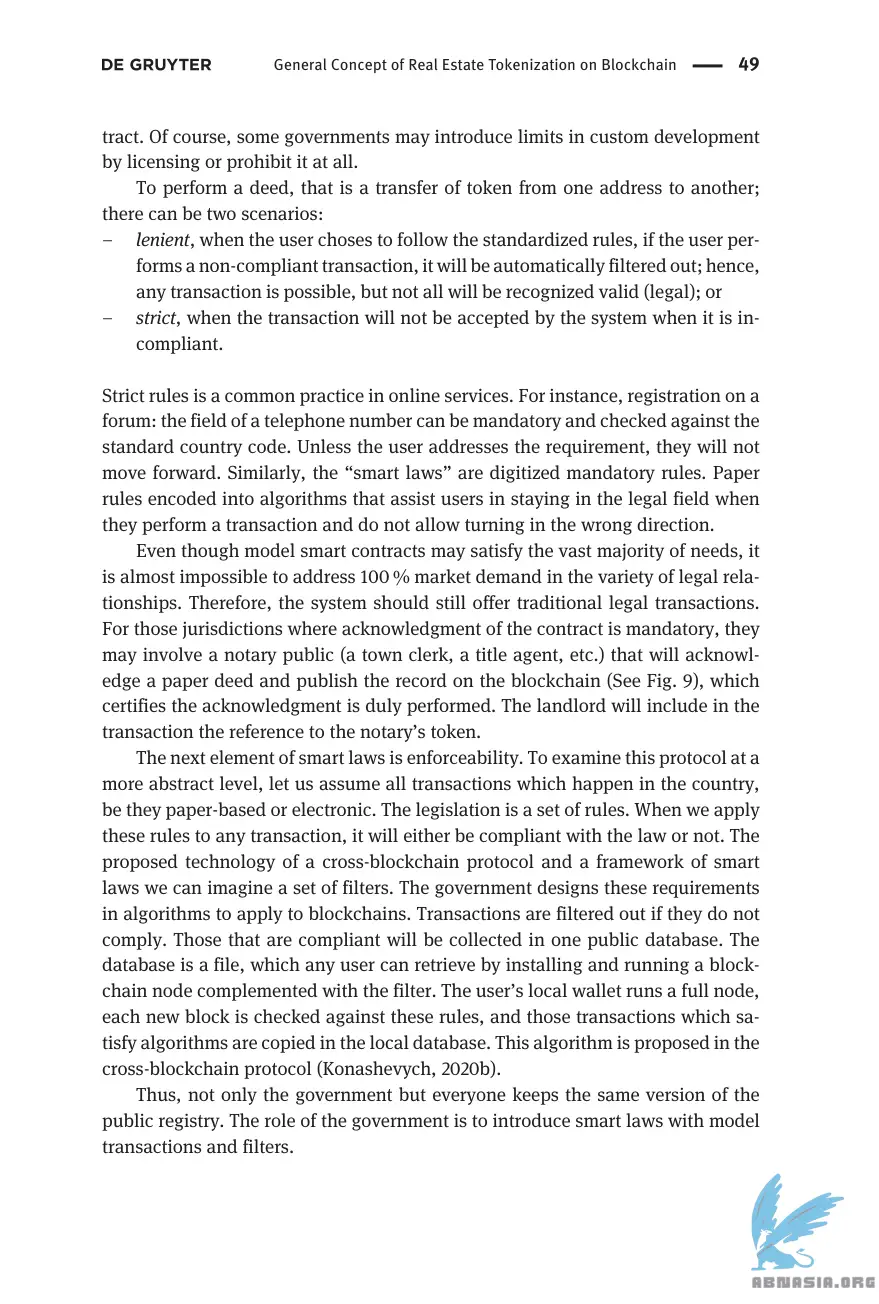 DE GRUYTER General Concept of Real Estate Tokenization on Blockchain — 49
tract. Of course, some governments may introduce limits in custom development
by licensing or prohibit it at all.
To perform a deed, that is a transfer of token from one address to another;
there can be two scenarios:
– lenient, when the user choses to follow the standardized rules, if the user per-
forms a non-compliant transaction, it will be automatically filtered out; hence,
any transaction is possible, but not all will be recognized valid (legal); or
– strict, when the transaction will not be accepted by the system when it is in-
compliant.
Strict rules is a common practice in online services. For instance, registration on a
forum: the field of a telephone number can be mandatory and checked against the
standard country code. Unless the user addresses the requirement, they will not
move forward. Similarly, the “smart laws” are digitized mandatory rules. Paper
rules encoded into algorithms that assist users in staying in the legal field when
they perform a transaction and do not allow turning in the wrong direction.
Even though model smart contracts may satisfy the vast majority of needs, it
is almost impossible to address 100 % market demand in the variety of legal rela-
tionships. Therefore, the system should still offer traditional legal transactions.
For those jurisdictions where acknowledgment of the contract is mandatory, they
may involve a notary public (a town clerk, a title agent, etc.) that will acknowl-
edge a paper deed and publish the record on the blockchain (See Fig. 9), which
certifies the acknowledgment is duly performed. The landlord will include in the
transaction the reference to the notary’s token.
The next element of smart laws is enforceability. To examine this protocol at a
more abstract level, let us assume all transactions which happen in the country,
be they paper-based or electronic. The legislation is a set of rules. When we apply
these rules to any transaction, it will either be compliant with the law or not. The
proposed technology of a cross-blockchain protocol and a framework of smart
laws we can imagine a set of filters. The government designs these requirements
in algorithms to apply to blockchains. Transactions are filtered out if they do not
comply. Those that are compliant will be collected in one public database. The
database is a file, which any user can retrieve by installing and running a block-
chain node complemented with the filter. The user’s local wallet runs a full node,
each new block is checked against these rules, and those transactions which sa-
tisfy algorithms are copied in the local database. This algorithm is proposed in the
cross-blockchain protocol (Konashevych, 2020b).
Thus, not only the government but everyone keeps the same version of the
public registry. The role of the government is to introduce smart laws with model
transactions and filters.
ABNASIA.ORG